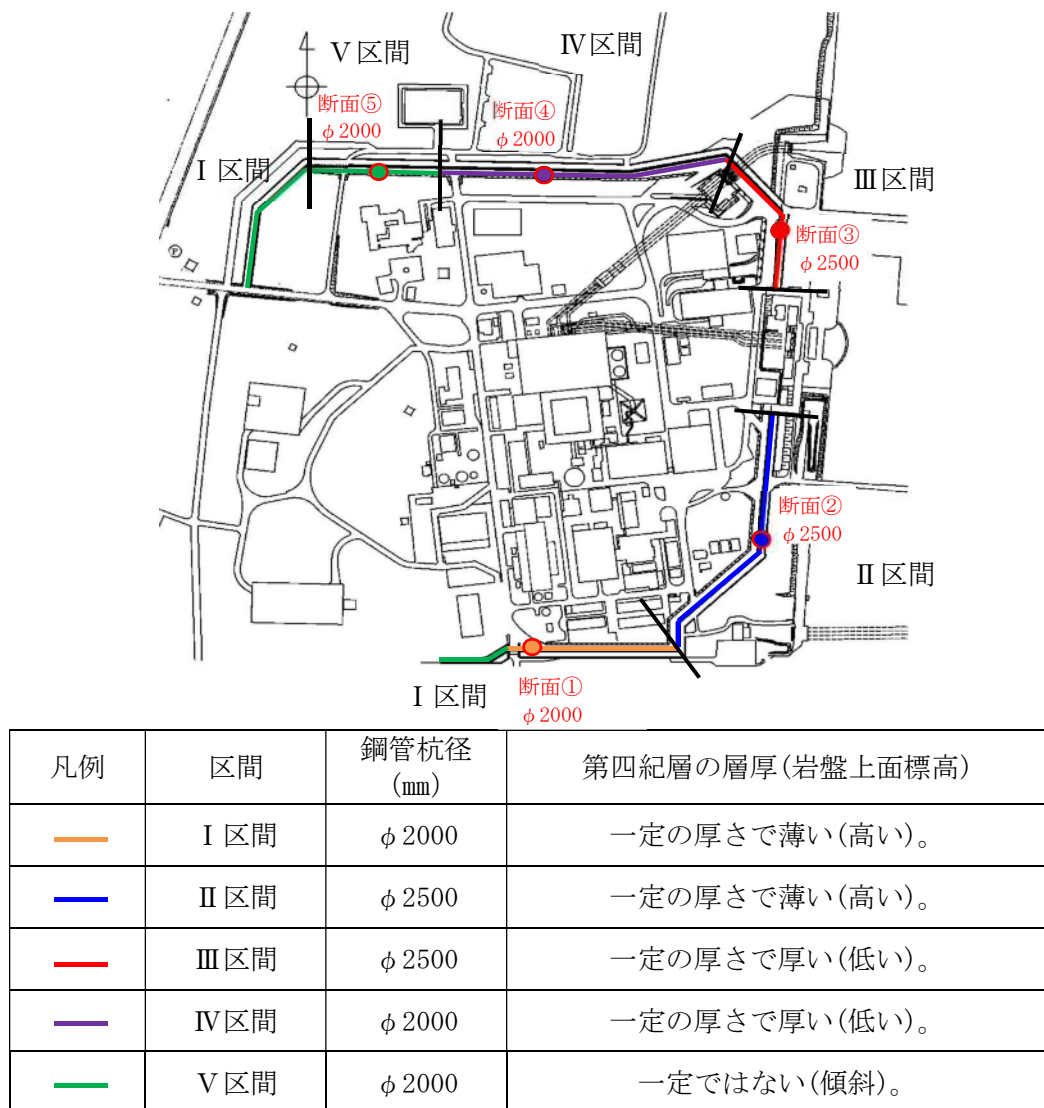 Ⅴ区間
Ⅳ区間
断面⑤
φ2000
断面④
φ2000
Ⅰ区間
Ⅲ区間
断面③
φ2500
断面②
φ2500
Ⅱ区間
断面①
φ2000
Ⅰ区間
凡例 区間 鋼管杭径 第四紀層の層厚(岩盤上面標高)
(㎜)
Ⅰ区間 φ2000 一定の厚さで薄い(高い)。
Ⅱ区間 φ2500 一定の厚さで薄い(高い)。
Ⅲ区間 φ2500 一定の厚さで厚い(低い)。
Ⅳ区間 φ2000 一定の厚さで厚い(低い)。
Ⅴ区間 φ2000 一定ではない(傾斜)。